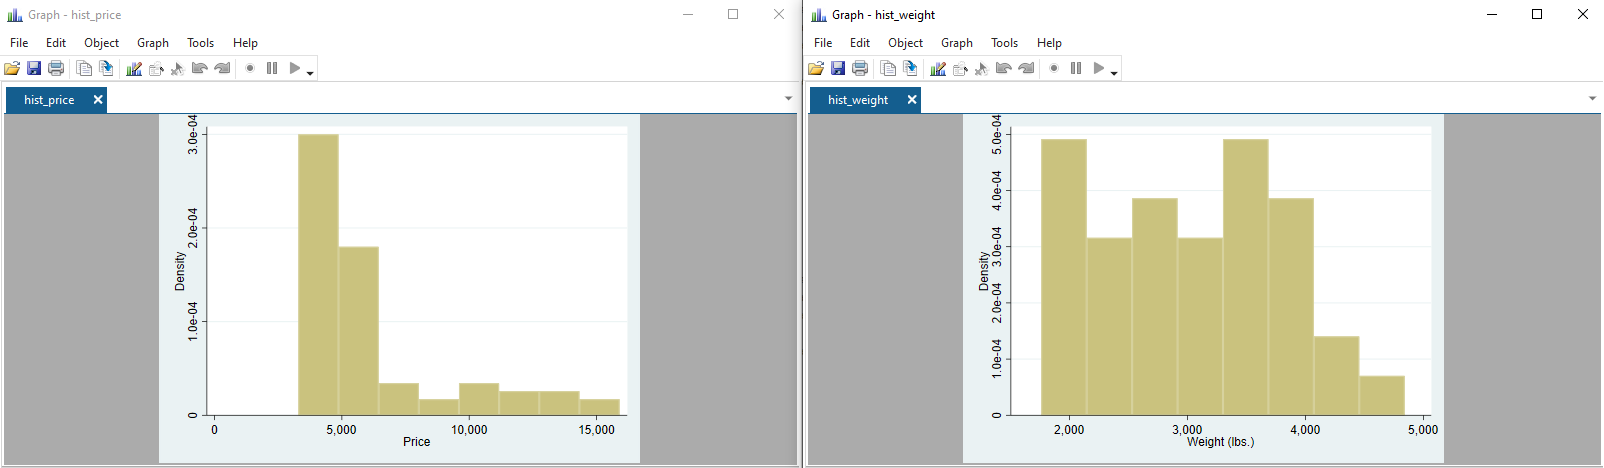 Graph - hist_price
File Edit Object Graph Tools Help
hist_price
3.0e-04
2.0e-04
1.0e-04
0
Density
0 5,000 10,000 15,000
Price
Graph - hist_weight
File Edit Object Graph Tools Help
hist_weight
5.0e-04
4.0e-04
3.0e-04
2.0e-04
1.0e-04
0
Density
2,000 3,000 4,000 5,000
Weight (lbs.)